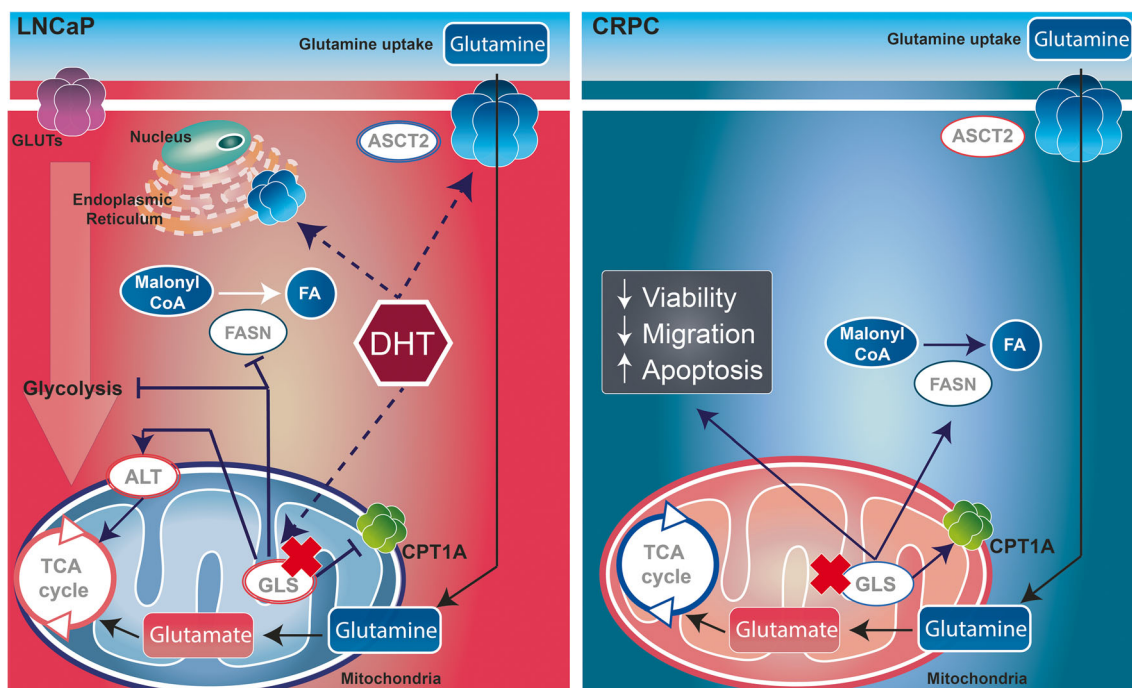 LNCaP
Glutamine uptake
Glutamine
GLUTs
Nucleus
ASCT2
Endoplasmic
Reticulum
Malonyl
CoA
FA
FASN
DHT
Glycolysis
ALT
CPT1A
TCA
cycle
GLS
Glutamate
Glutamine
Mitochondria
CRPC
Glutamine uptake
Glutamine
ASCT2
↓ Viability
↓ Migration
↑ Apoptosis
Malonyl
CoA
FA
FASN
CPT1A
TCA
cycle
GLS
Glutamate
Glutamine
Mitochondria